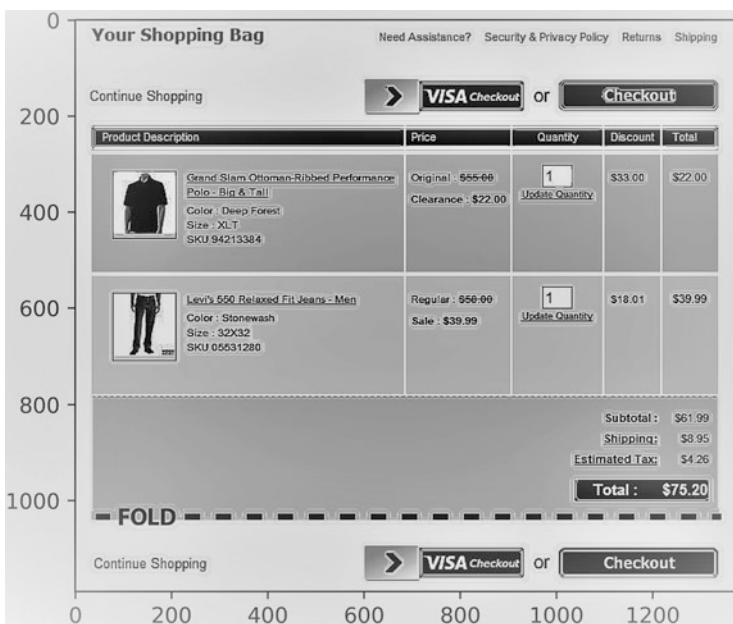 0
Your Shopping Bag
Need Assistance? Security & Privacy Policy Returns Shipping
Continue Shopping
VISA Checkout or Checkout
200
Product Description Price Quantity Discount Total
Grand Slam Ottoman-Ribbed Performance Polo - Big & Tall
Original : $55.00
1
$33.00
$22.00
Clearance : $22.00
Update Quantity
400
Color : Deep Forest
Size : XLT
SKU 94213384
Levi's 550 Relaxed Fit Jeans - Men
Regular : $58.00
1
$18.01
$39.99
600
Color : Stonewash
Sale : $39.99
Update Quantity
Size : 32X32
SKU 05531280
800
Subtotal : $61.99
Shipping: $8.95
Estimated Tax: $4.26
Total : $75.20
1000
FOLD
Continue Shopping
VISA Checkout or Checkout
0 200 400 600 800 1000 1200